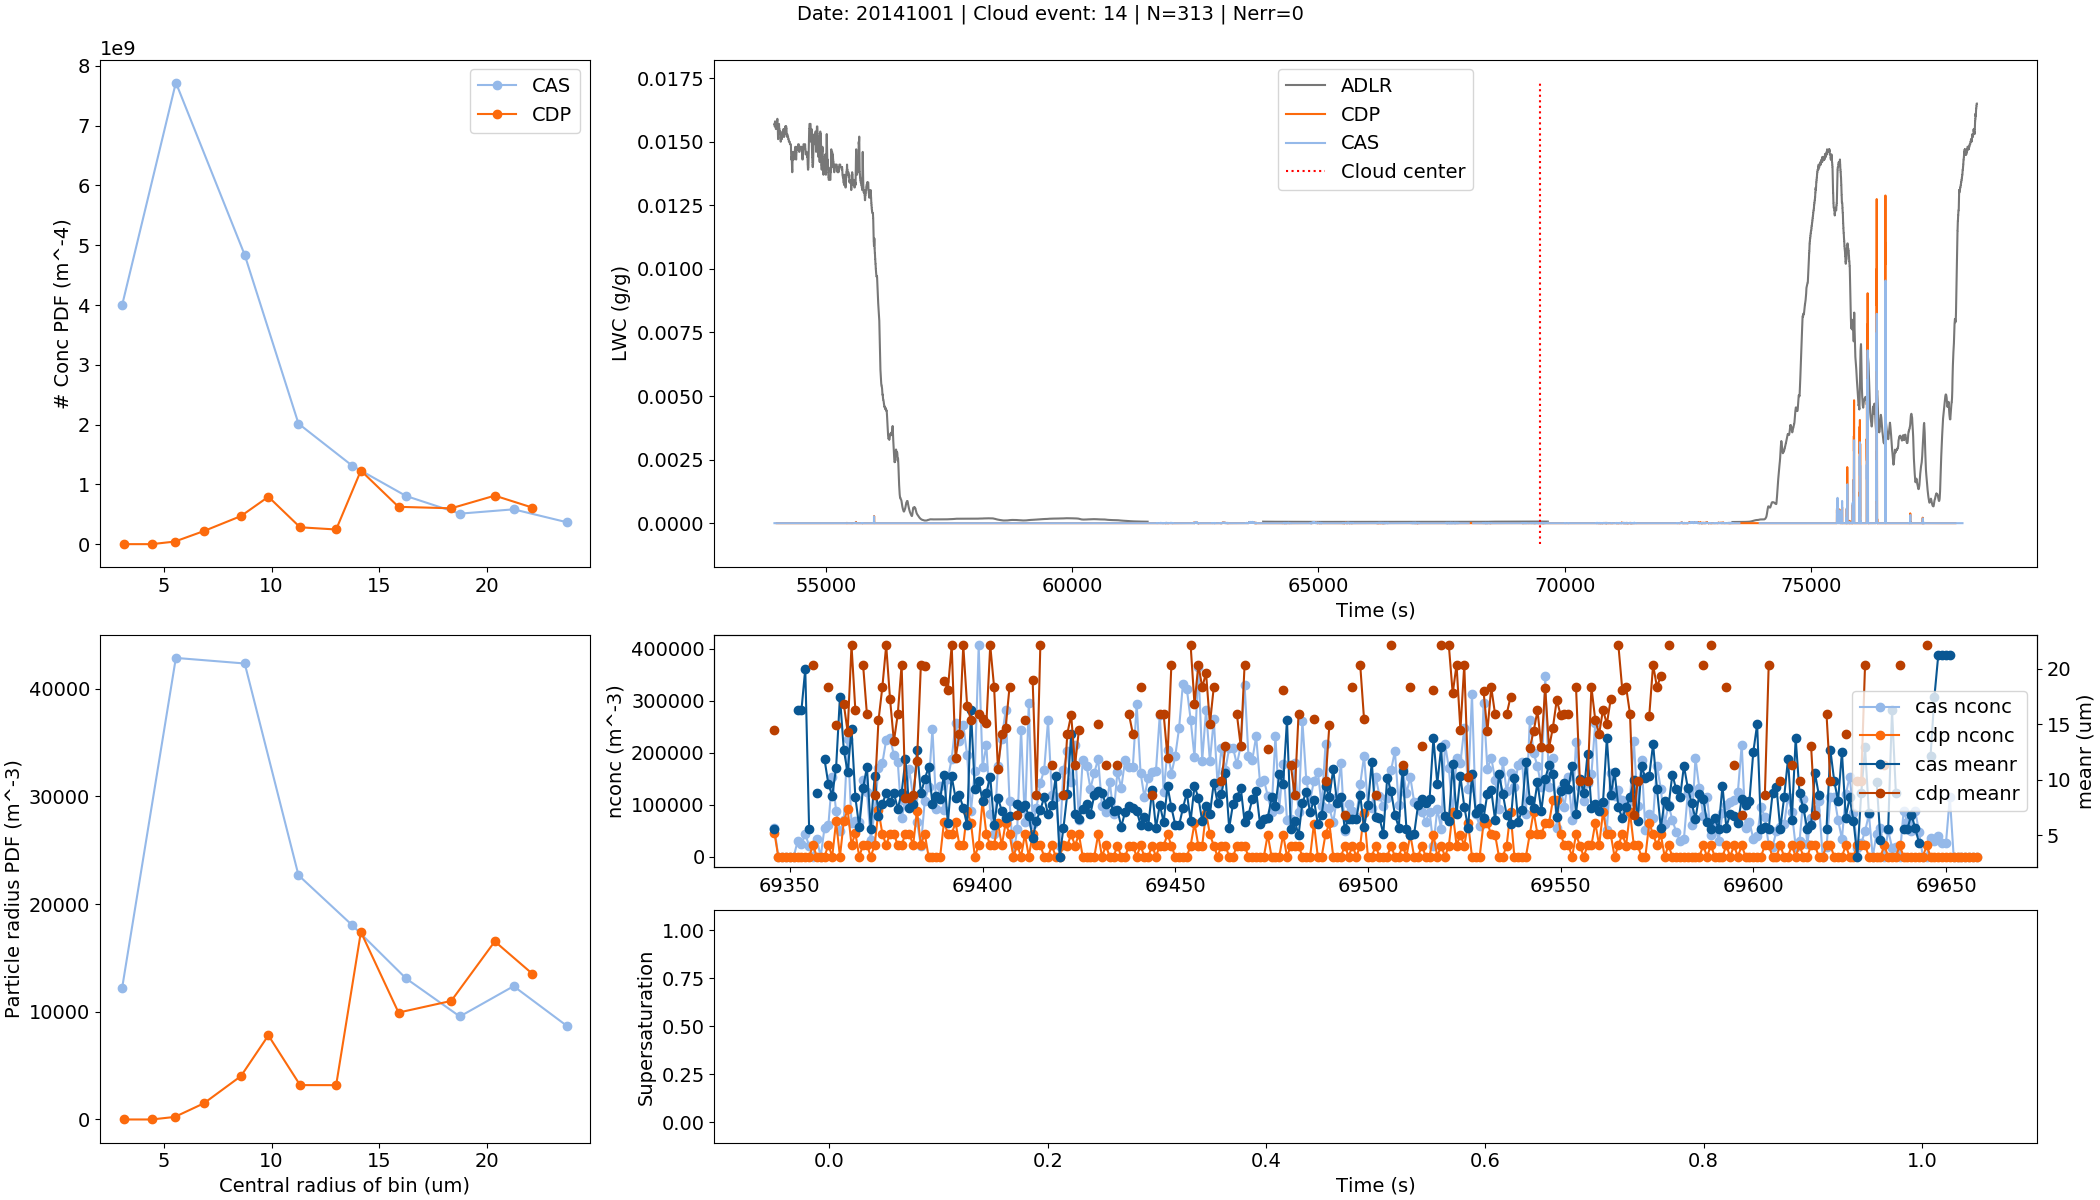 Date: 20141001 | Cloud event: 14 | N=313 | Nerr=0
1e9
8
7
6
5
4
3
2
1
0
# Conc PDF (m^-4)
CAS
CDP
5 10 15 20
0.0175
0.0150
0.0125
0.0100
0.0075
0.0050
0.0025
0.0000
LWC (g/g)
ADLR
CDP
CAS
Cloud center
55000 60000 65000 70000 75000
Time (s)
40000
30000
20000
10000
0
Particle radius PDF (m^-3)
5 10 15 20
Central radius of bin (um)
400000
300000
200000
100000
0
nconc (m^-3)
cas nconc
cdp nconc
cas meanr
cdp meanr
20
15
10
5
meanr (um)
69350 69400 69450 69500 69550 69600 69650
1.00
0.75
0.50
0.25
0.00
Supersaturation
0.0 0.2 0.4 0.6 0.8 1.0
Time (s)